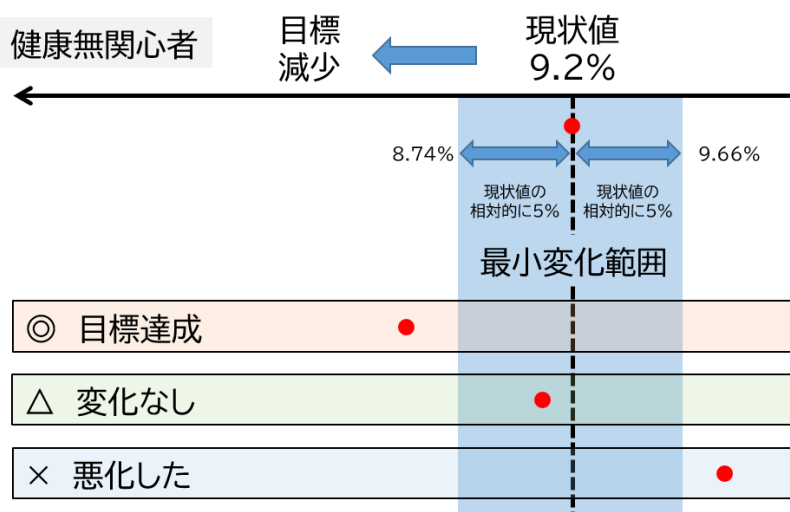 健康無関心者
目標
減少
現状値
9.2%
8.74%
9.66%
現状値の
相対的に5%
現状値の
相対的に5%
最小変化範囲
◎ 目標達成
△ 変化なし
× 悪化した